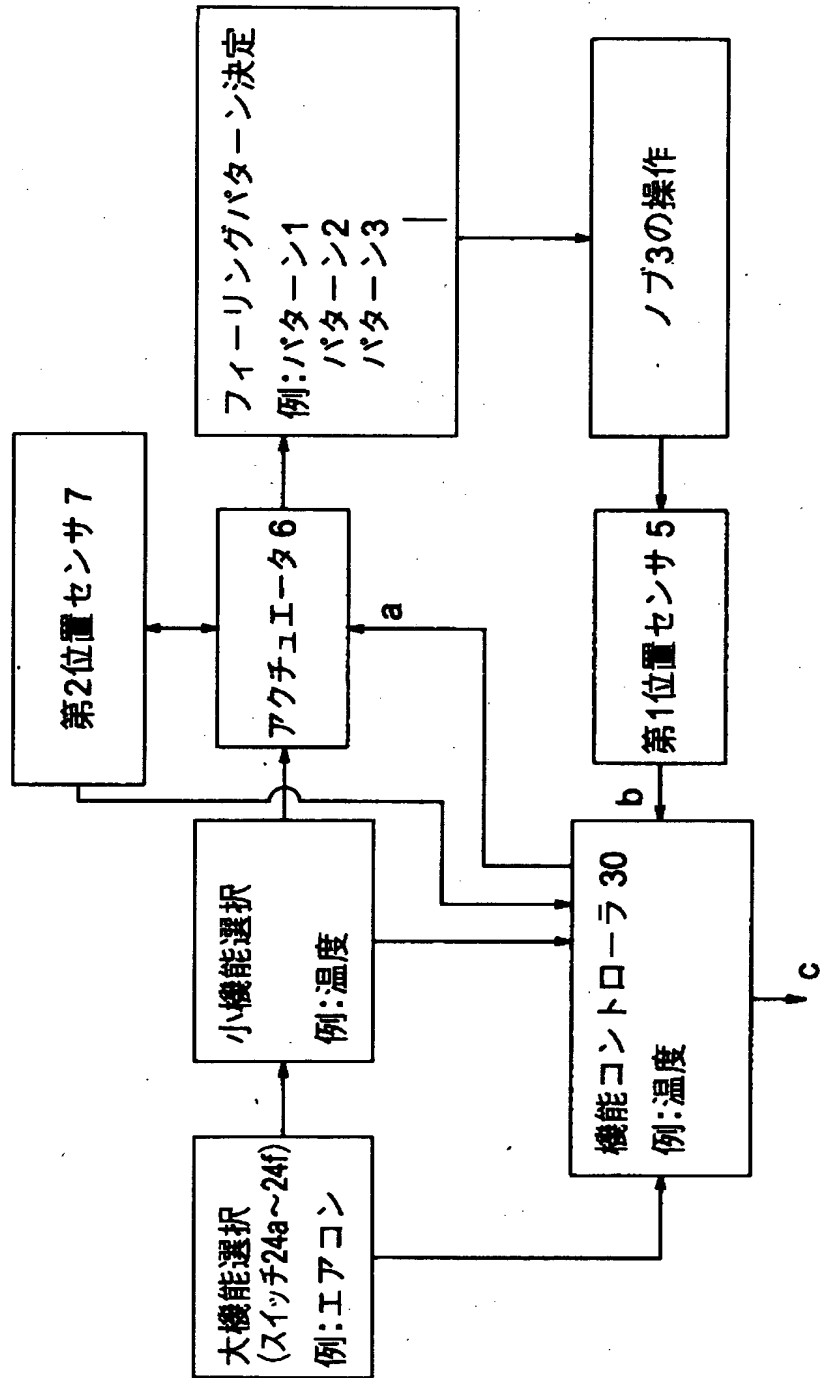 大機能選択
(スイッチ24a～24f)
例:エアコン
小機能選択
例:温度
第2位置センサ7
アクチュエータ6
フィーリングパターン決定
例:パターン1
パターン2
パターン3
a
機能コントローラ30
例:温度
b
第1位置センサ5
ノブ3の操作
c